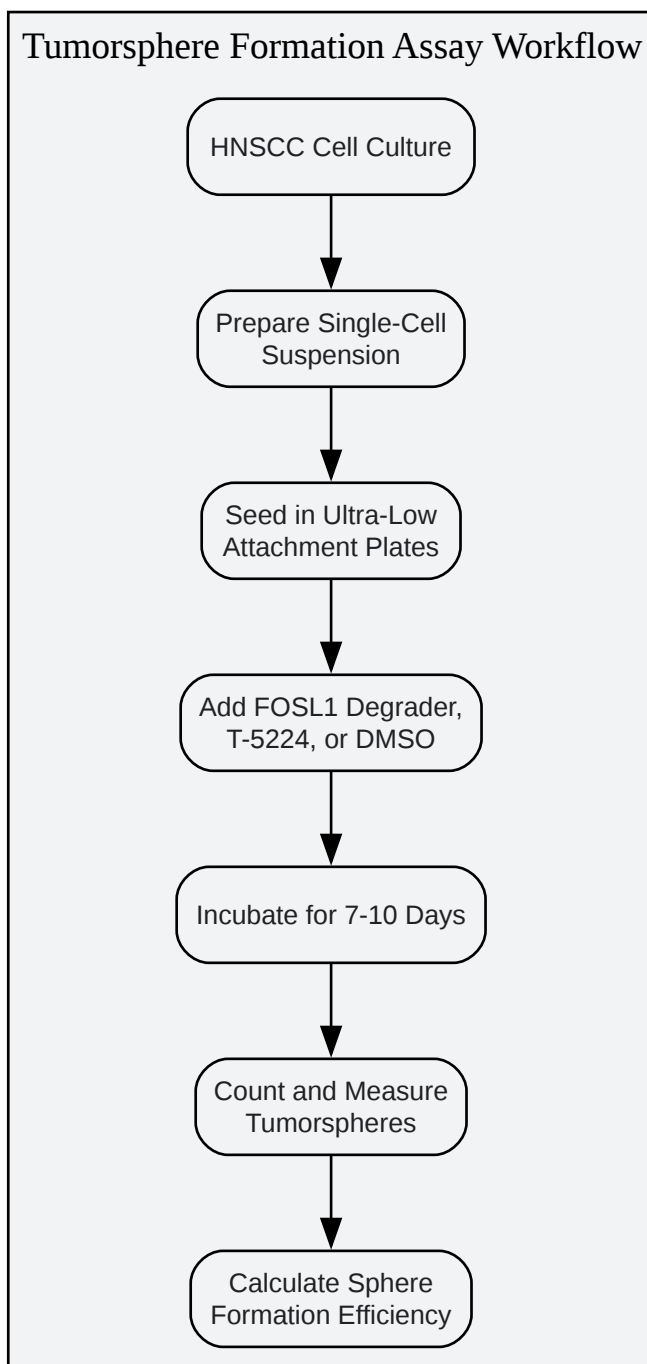 Tumorsphere Formation Assay Workflow
HNSCC Cell Culture
Prepare Single-Cell
Suspension
Seed in Ultra-Low
Attachment Plates
Add FOSL1 Degrader,
T-5224, or DMSO
Incubate for 7-10 Days
Count and Measure
Tumorspheres
Calculate Sphere
Formation Efficiency